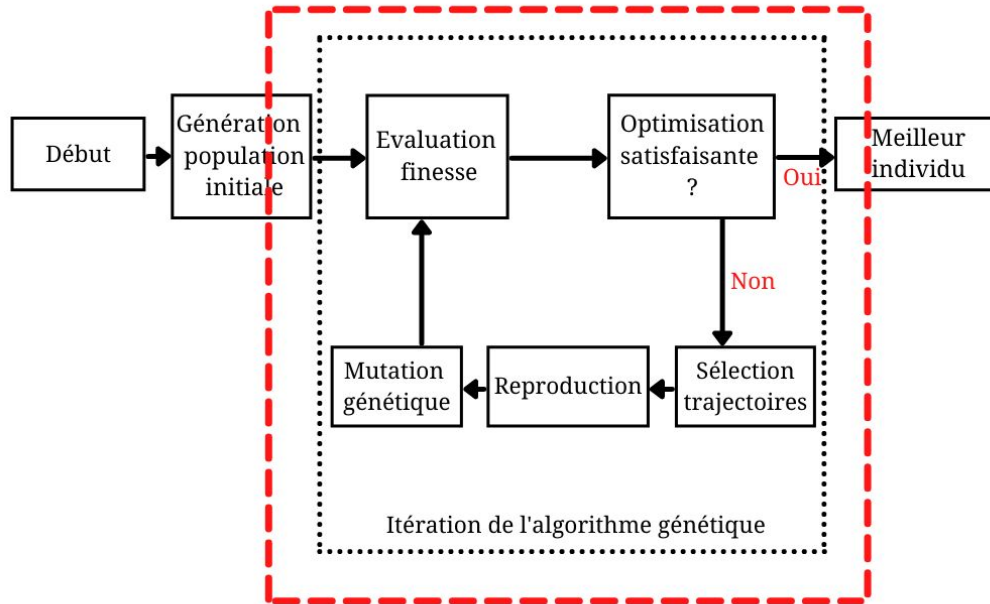 Début
Génération
population
initiale
Evaluation
finesse
Optimisation
satisfaisante
?
Oui
Meilleur
individu
Non
Mutation
génétique
Reproduction
Sélection
trajectoires
Itération de l'algorithme génétique